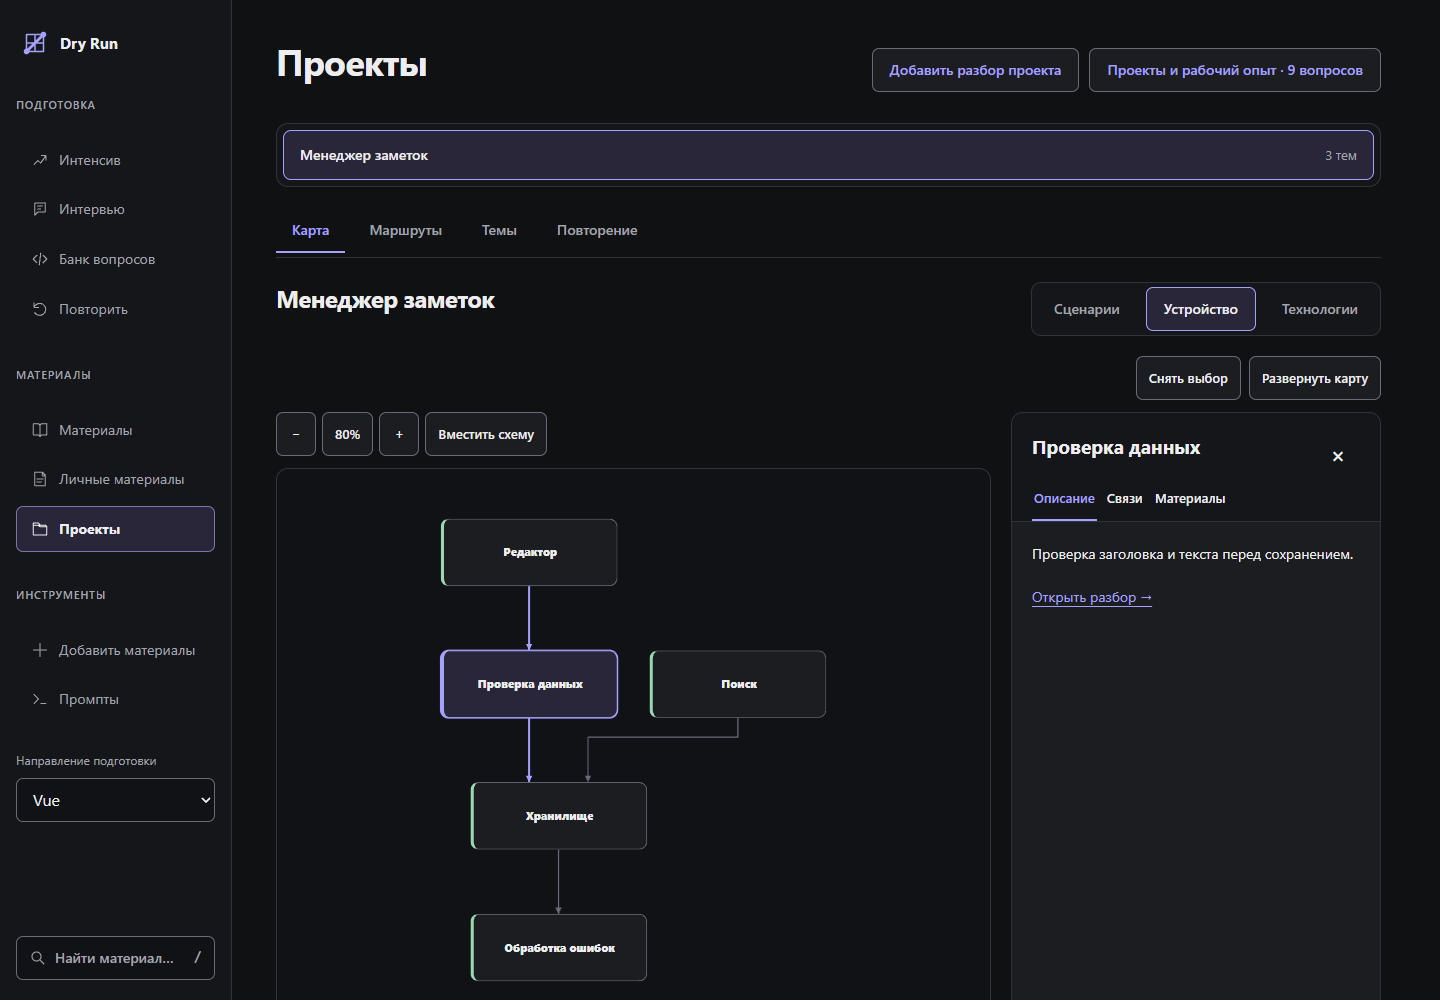 Dry Run
ПОДГОТОВКА
Интенсив
Интервью
Банк вопросов
Повторить
МАТЕРИАЛЫ
Материалы
Личные материалы
Проекты
ИНСТРУМЕНТЫ
Добавить материалы
Промпты
Направление подготовки
Vue
Найти материал... /
Проекты
Добавить разбор проекта
Проекты и рабочий опыт · 9 вопросов
Менеджер заметок 3 тем
Карта Маршруты Темы Повторение
Менеджер заметок
Сценарии Устройство Технологии
Снять выбор Развернуть карту
− 80% + Вместить схему
Редактор
Проверка данных Поиск
Хранилище
Обработка ошибок
Проверка данных ×
Описание Связи Материалы
Проверка заголовка и текста перед сохранением.
Открыть разбор →